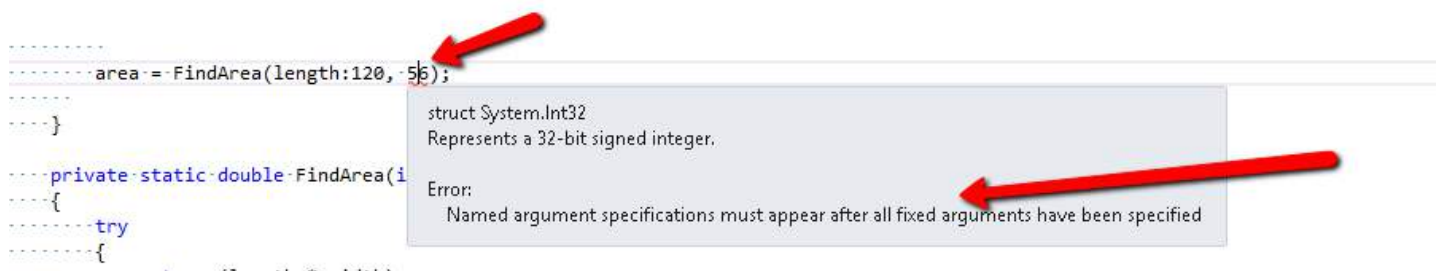 area = FindArea(length:120, 56);
struct System.Int32
Represents a 32-bit signed integer.
}
private static double FindArea(i
Error:
{
Named argument specifications must appear after all fixed arguments have been specified
try
{